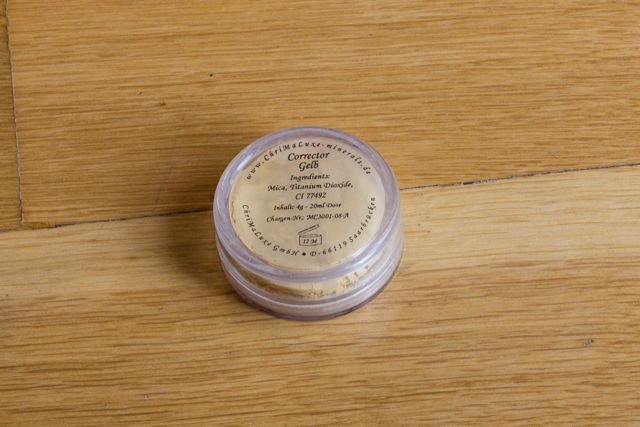 www.ChriMaLuxe-minerals.de
Corrector
Gelb
Ingredients:
Mica, Titanium Dioxide,
CI 77492
Inhalt: 4g - 20ml Dose
Chargen-Nr.: MC3001-08-A
12 M
ChriMaLuxe GmbH • D-66119 Saarbrücken